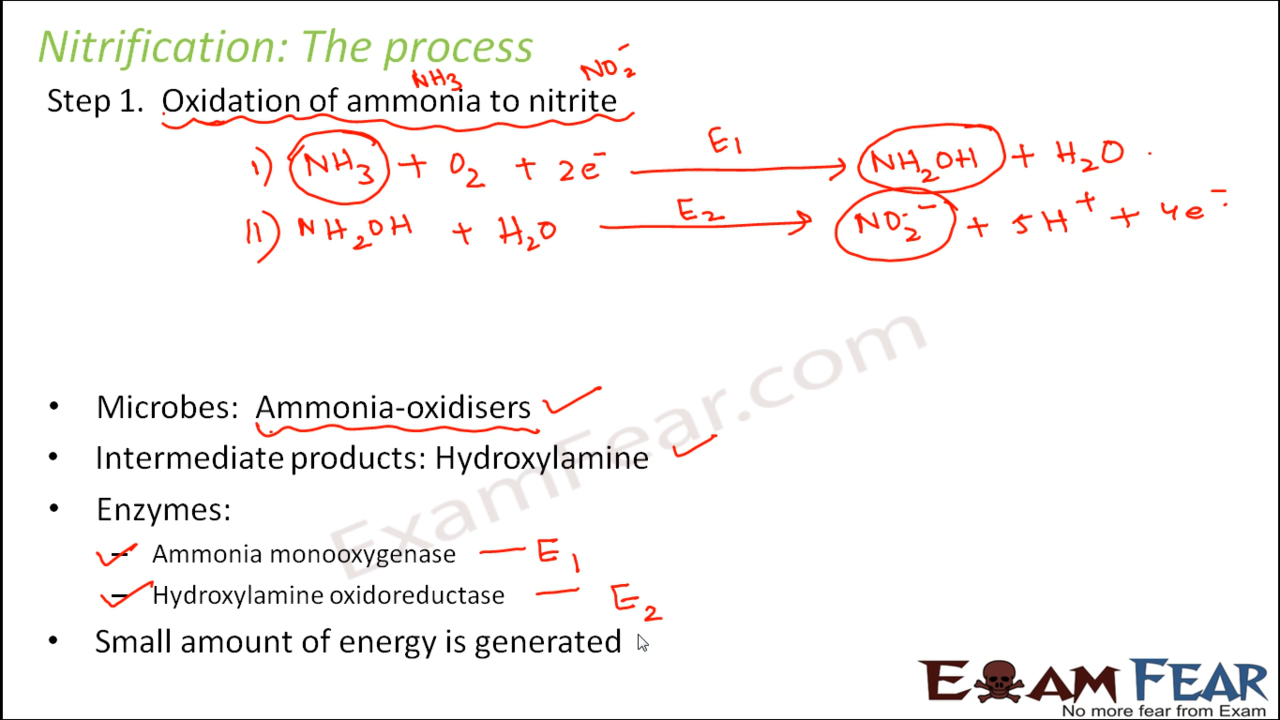 Nitrification: The process
NH3 NO2-
Step 1. Oxidation of ammonia to nitrite
I) NH3 + O2 + 2e- E1 → NH2OH + H2O .
II) NH2OH + H2O E2 → NO2- + 5H+ + 4e-
• Microbes: Ammonia-oxidisers
• Intermediate products: Hydroxylamine
• Enzymes:
– Ammonia monooxygenase — E1
– Hydroxylamine oxidoreductase — E2
• Small amount of energy is generated
ExamFear.com
EXAM FEAR
No more fear from Exam